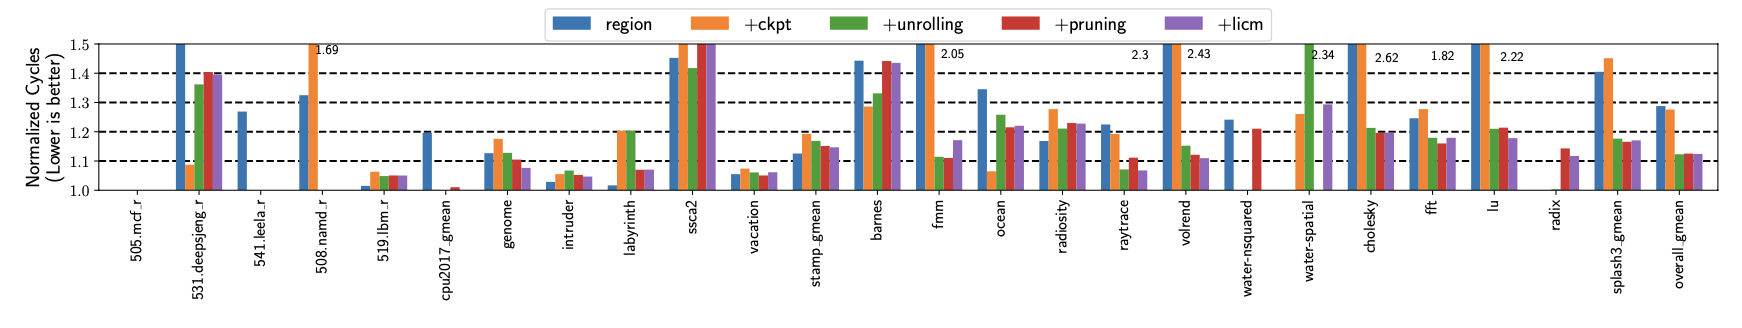 region +ckpt +unrolling +pruning +licm
Normalized Cycles
(Lower is better)
1.5
1.4
1.3
1.2
1.1
1.0
1.69
2.05
2.3
2.43
2.34
2.62
1.82
2.22
505.mcf_r
531.deepsjeng_r
541.leela_r
508.namd_r
519.lbm_r
cpu2017_gmean
genome
intruder
labyrinth
ssca2
vacation
stamp_gmean
barnes
fmm
ocean
radiosity
raytrace
volrend
water-nsquared
water-spatial
cholesky
fft
lu
radix
splash3_gmean
overall_gmean